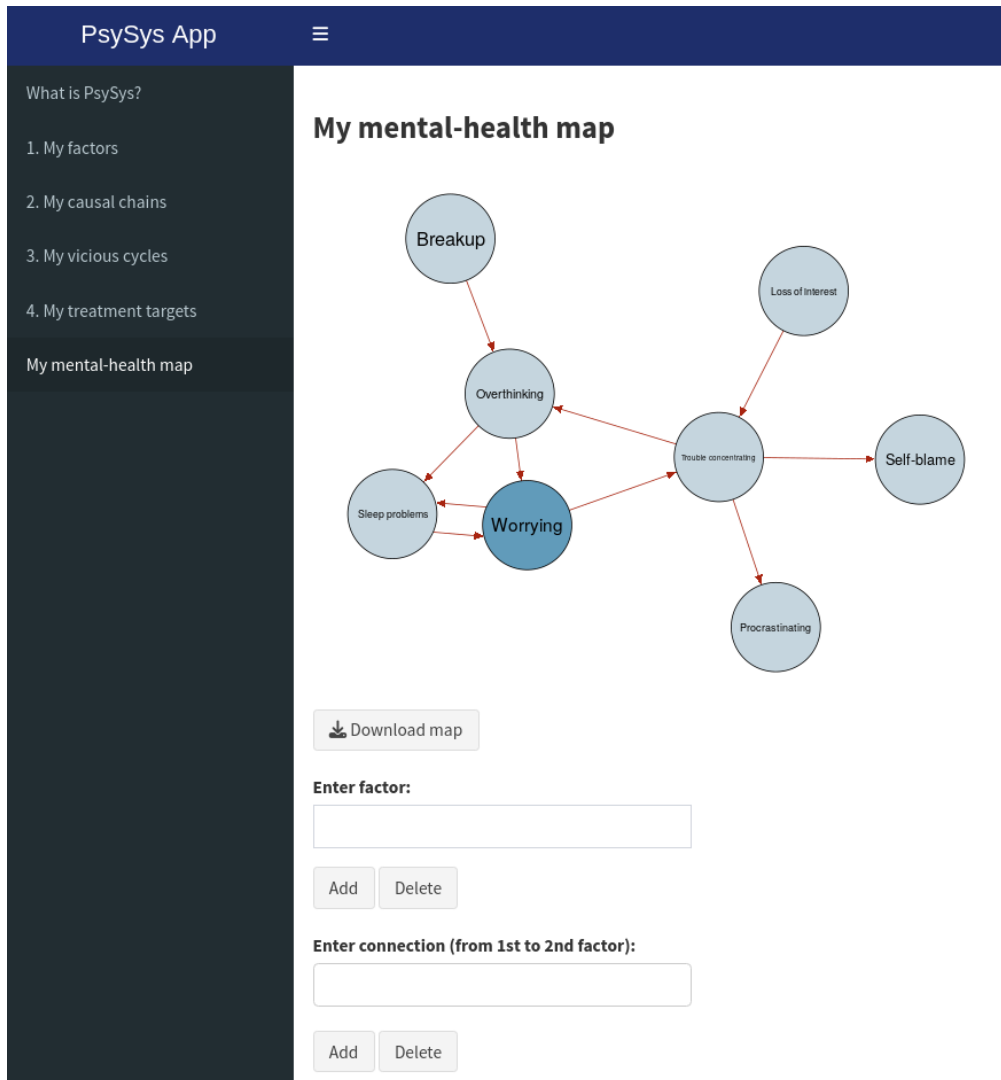 PsySys App
What is PsySys?
1. My factors
2. My causal chains
3. My vicious cycles
4. My treatment targets
My mental-health map
My mental-health map
Breakup
Loss of Interest
Overthinking
Trouble concentrating
Self-blame
Sleep problems
Worrying
Procrastinating
Download map
Enter factor:
Add
Delete
Enter connection (from 1st to 2nd factor):
Add
Delete